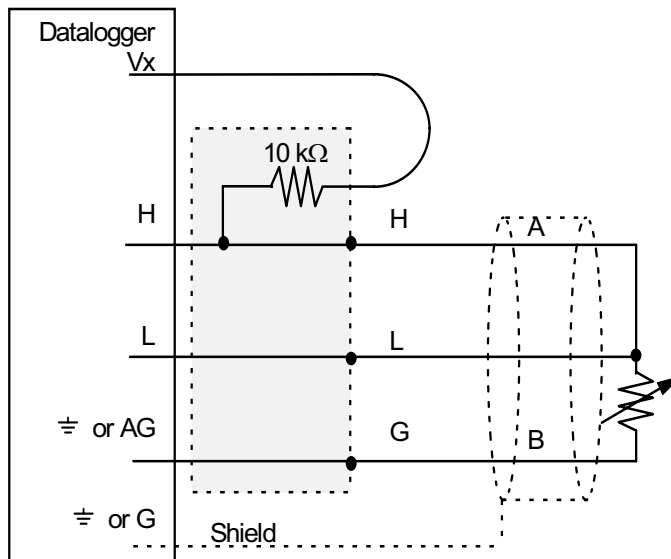 Datalogger
Vx
10 kΩ
H H A
L L
⏚ or AG G B
⏚ or G Shield